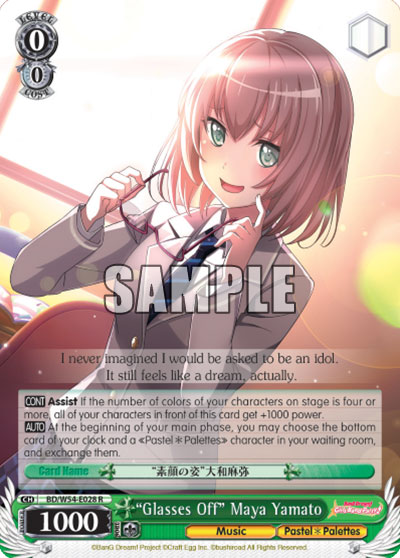 LEVEL
0
0
COST
SAMPLE
I never imagined I would be asked to be an idol.
It still feels like a dream, actually.
CONT Assist If the number of colors of your characters on stage is four or
more, all of your characters in front of this card get +1000 power.
AUTO At the beginning of your main phase, you may choose the bottom
card of your clock and a «Pastel＊Palettes» character in your waiting room,
and exchange them.
Card Name
"素顔の姿"大和麻弥
CH BD/W54-E028 R
POWER
1000
"Glasses Off" Maya Yamato
Music
Pastel＊Palettes
©BanG Dream! Project ©Craft Egg Inc. ©bushiroad All Rights Reserved.